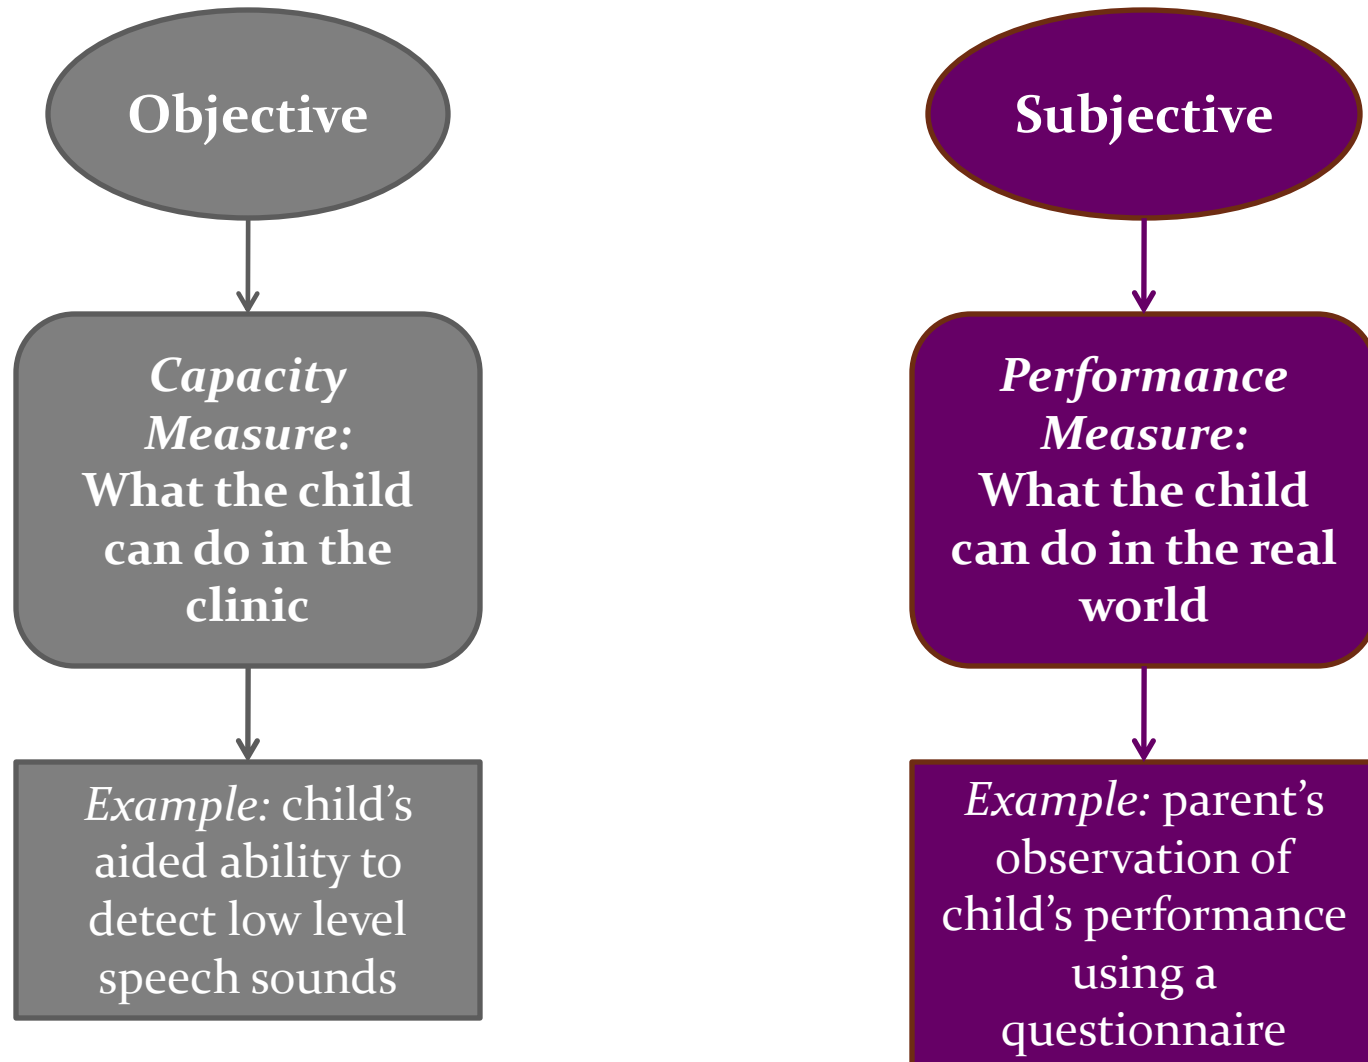 Objective
Capacity
Measure:
What the child
can do in the
clinic
Example: child’s
aided ability to
detect low level
speech sounds
Subjective
Performance
Measure:
What the child
can do in the real
world
Example: parent’s
observation of
child’s performance
using a
questionnaire